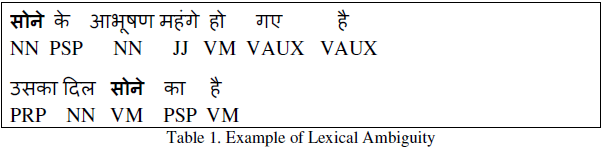 सोने के आभूषण महंगे हो गए है
NN PSP NN JJ VM VAUX VAUX
उसका दिल सोने का है
PRP NN VM PSP VM
Table 1. Example of Lexical Ambiguity